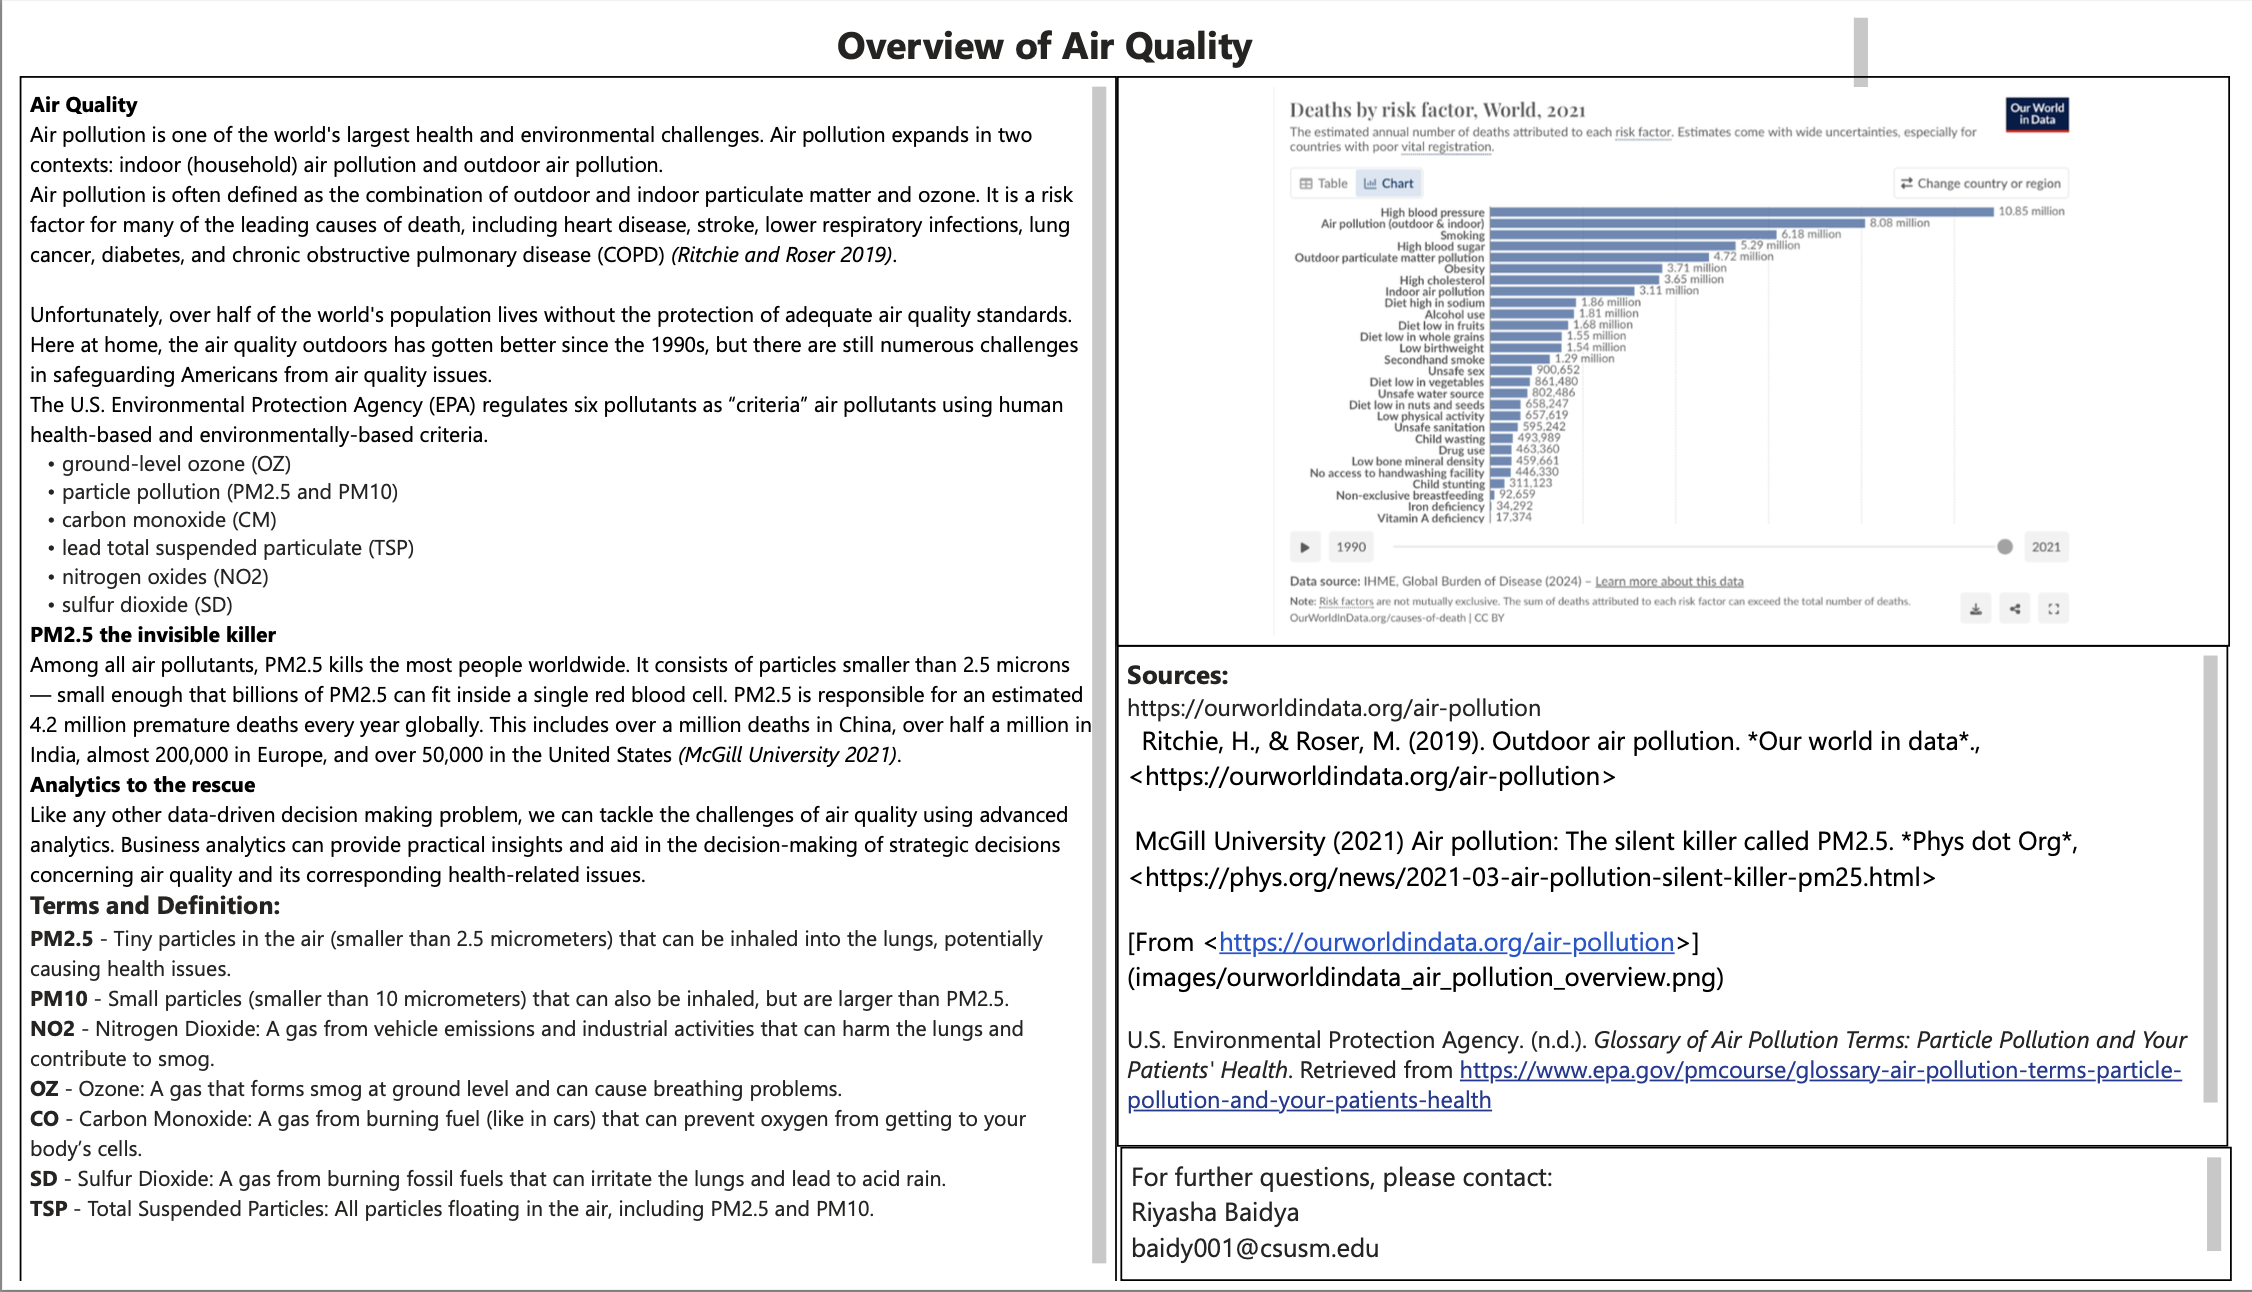 Overview of Air Quality
Air Quality
Air pollution is one of the world's largest health and environmental challenges. Air pollution expands in two
contexts: indoor (household) air pollution and outdoor air pollution.
Air pollution is often defined as the combination of outdoor and indoor particulate matter and ozone. It is a risk
factor for many of the leading causes of death, including heart disease, stroke, lower respiratory infections, lung
cancer, diabetes, and chronic obstructive pulmonary disease (COPD) (Ritchie and Roser 2019).
Unfortunately, over half of the world's population lives without the protection of adequate air quality standards.
Here at home, the air quality outdoors has gotten better since the 1990s, but there are still numerous challenges
in safeguarding Americans from air quality issues.
The U.S. Environmental Protection Agency (EPA) regulates six pollutants as “criteria” air pollutants using human
health-based and environmentally-based criteria.
• ground-level ozone (OZ)
• particle pollution (PM2.5 and PM10)
• carbon monoxide (CM)
• lead total suspended particulate (TSP)
• nitrogen oxides (NO2)
• sulfur dioxide (SD)
PM2.5 the invisible killer
Among all air pollutants, PM2.5 kills the most people worldwide. It consists of particles smaller than 2.5 microns
— small enough that billions of PM2.5 can fit inside a single red blood cell. PM2.5 is responsible for an estimated
4.2 million premature deaths every year globally. This includes over a million deaths in China, over half a million in
India, almost 200,000 in Europe, and over 50,000 in the United States (McGill University 2021).
Analytics to the rescue
Like any other data-driven decision making problem, we can tackle the challenges of air quality using advanced
analytics. Business analytics can provide practical insights and aid in the decision-making of strategic decisions
concerning air quality and its corresponding health-related issues.
Terms and Definition:
PM2.5 - Tiny particles in the air (smaller than 2.5 micrometers) that can be inhaled into the lungs, potentially
causing health issues.
PM10 - Small particles (smaller than 10 micrometers) that can also be inhaled, but are larger than PM2.5.
NO2 - Nitrogen Dioxide: A gas from vehicle emissions and industrial activities that can harm the lungs and
contribute to smog.
OZ - Ozone: A gas that forms smog at ground level and can cause breathing problems.
CO - Carbon Monoxide: A gas from burning fuel (like in cars) that can prevent oxygen from getting to your
body’s cells.
SD - Sulfur Dioxide: A gas from burning fossil fuels that can irritate the lungs and lead to acid rain.
TSP - Total Suspended Particles: All particles floating in the air, including PM2.5 and PM10.
Deaths by risk factor, World, 2021
Our World
in Data
The estimated annual number of deaths attributed to each risk factor. Estimates come with wide uncertainties, especially for
countries with poor vital registration.
Table Chart Change country or region
High blood pressure 10.85 million
Air pollution (outdoor & indoor) 8.08 million
Smoking 6.18 million
High blood sugar 5.29 million
Outdoor particulate matter pollution 4.72 million
Obesity 3.71 million
High cholesterol 3.65 million
Indoor air pollution 3.11 million
Diet high in sodium 1.86 million
Alcohol use 1.81 million
Diet low in fruits 1.68 million
Diet low in whole grains 1.55 million
Low birthweight 1.54 million
Secondhand smoke 1.29 million
Unsafe sex 900,652
Diet low in vegetables 861,480
Unsafe water source 802,486
Diet low in nuts and seeds 658,247
Low physical activity 657,619
Unsafe sanitation 595,242
Child wasting 493,989
Drug use 463,360
Low bone mineral density 459,661
No access to handwashing facility 446,330
Child stunting 311,123
Non-exclusive breastfeeding 92,659
Iron deficiency 34,292
Vitamin A deficiency 17,374
1990 2021
Data source: IHME, Global Burden of Disease (2024) – Learn more about this data
Note: Risk factors are not mutually exclusive. The sum of deaths attributed to each risk factor can exceed the total number of deaths.
OurWorldInData.org/causes-of-death | CC BY
Sources:
https://ourworldindata.org/air-pollution
Ritchie, H., & Roser, M. (2019). Outdoor air pollution. *Our world in data*.,
<https://ourworldindata.org/air-pollution>
McGill University (2021) Air pollution: The silent killer called PM2.5. *Phys dot Org*,
<https://phys.org/news/2021-03-air-pollution-silent-killer-pm25.html>
[From <https://ourworldindata.org/air-pollution>]
(images/ourworldindata_air_pollution_overview.png)
U.S. Environmental Protection Agency. (n.d.). Glossary of Air Pollution Terms: Particle Pollution and Your
Patients' Health. Retrieved from https://www.epa.gov/pmcourse/glossary-air-pollution-terms-particle-
pollution-and-your-patients-health
For further questions, please contact:
Riyasha Baidya
baidy001@csusm.edu